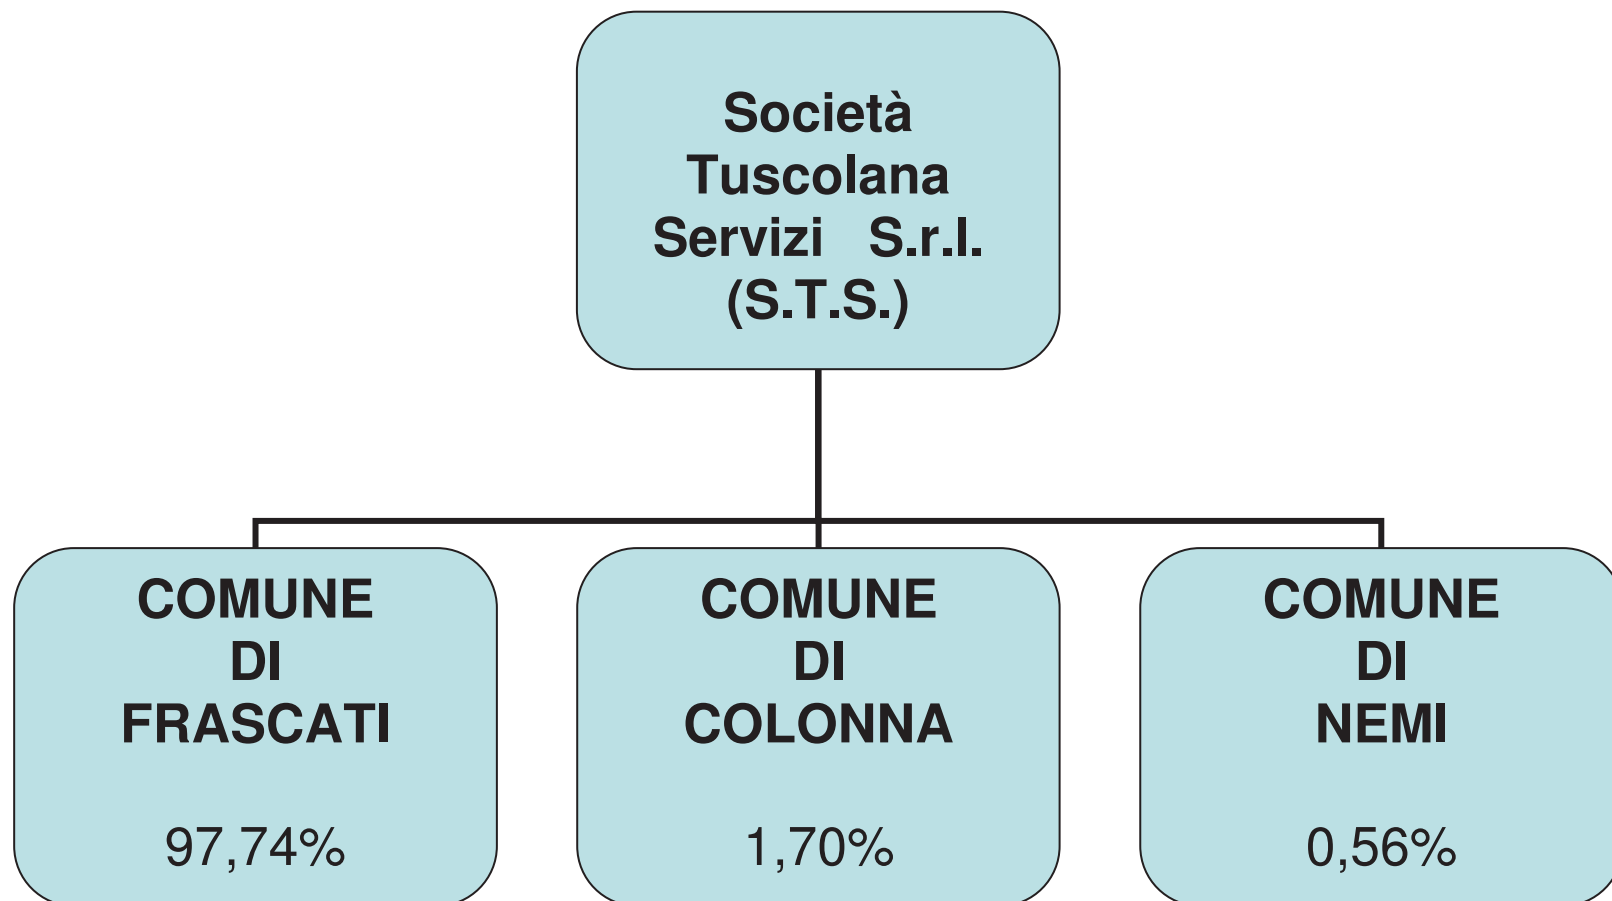 Società
Tuscolana
Servizi S.r.l.
(S.T.S.)
COMUNE
DI
FRASCATI
97,74%
COMUNE
DI
COLONNA
1,70%
COMUNE
DI
NEMI
0,56%